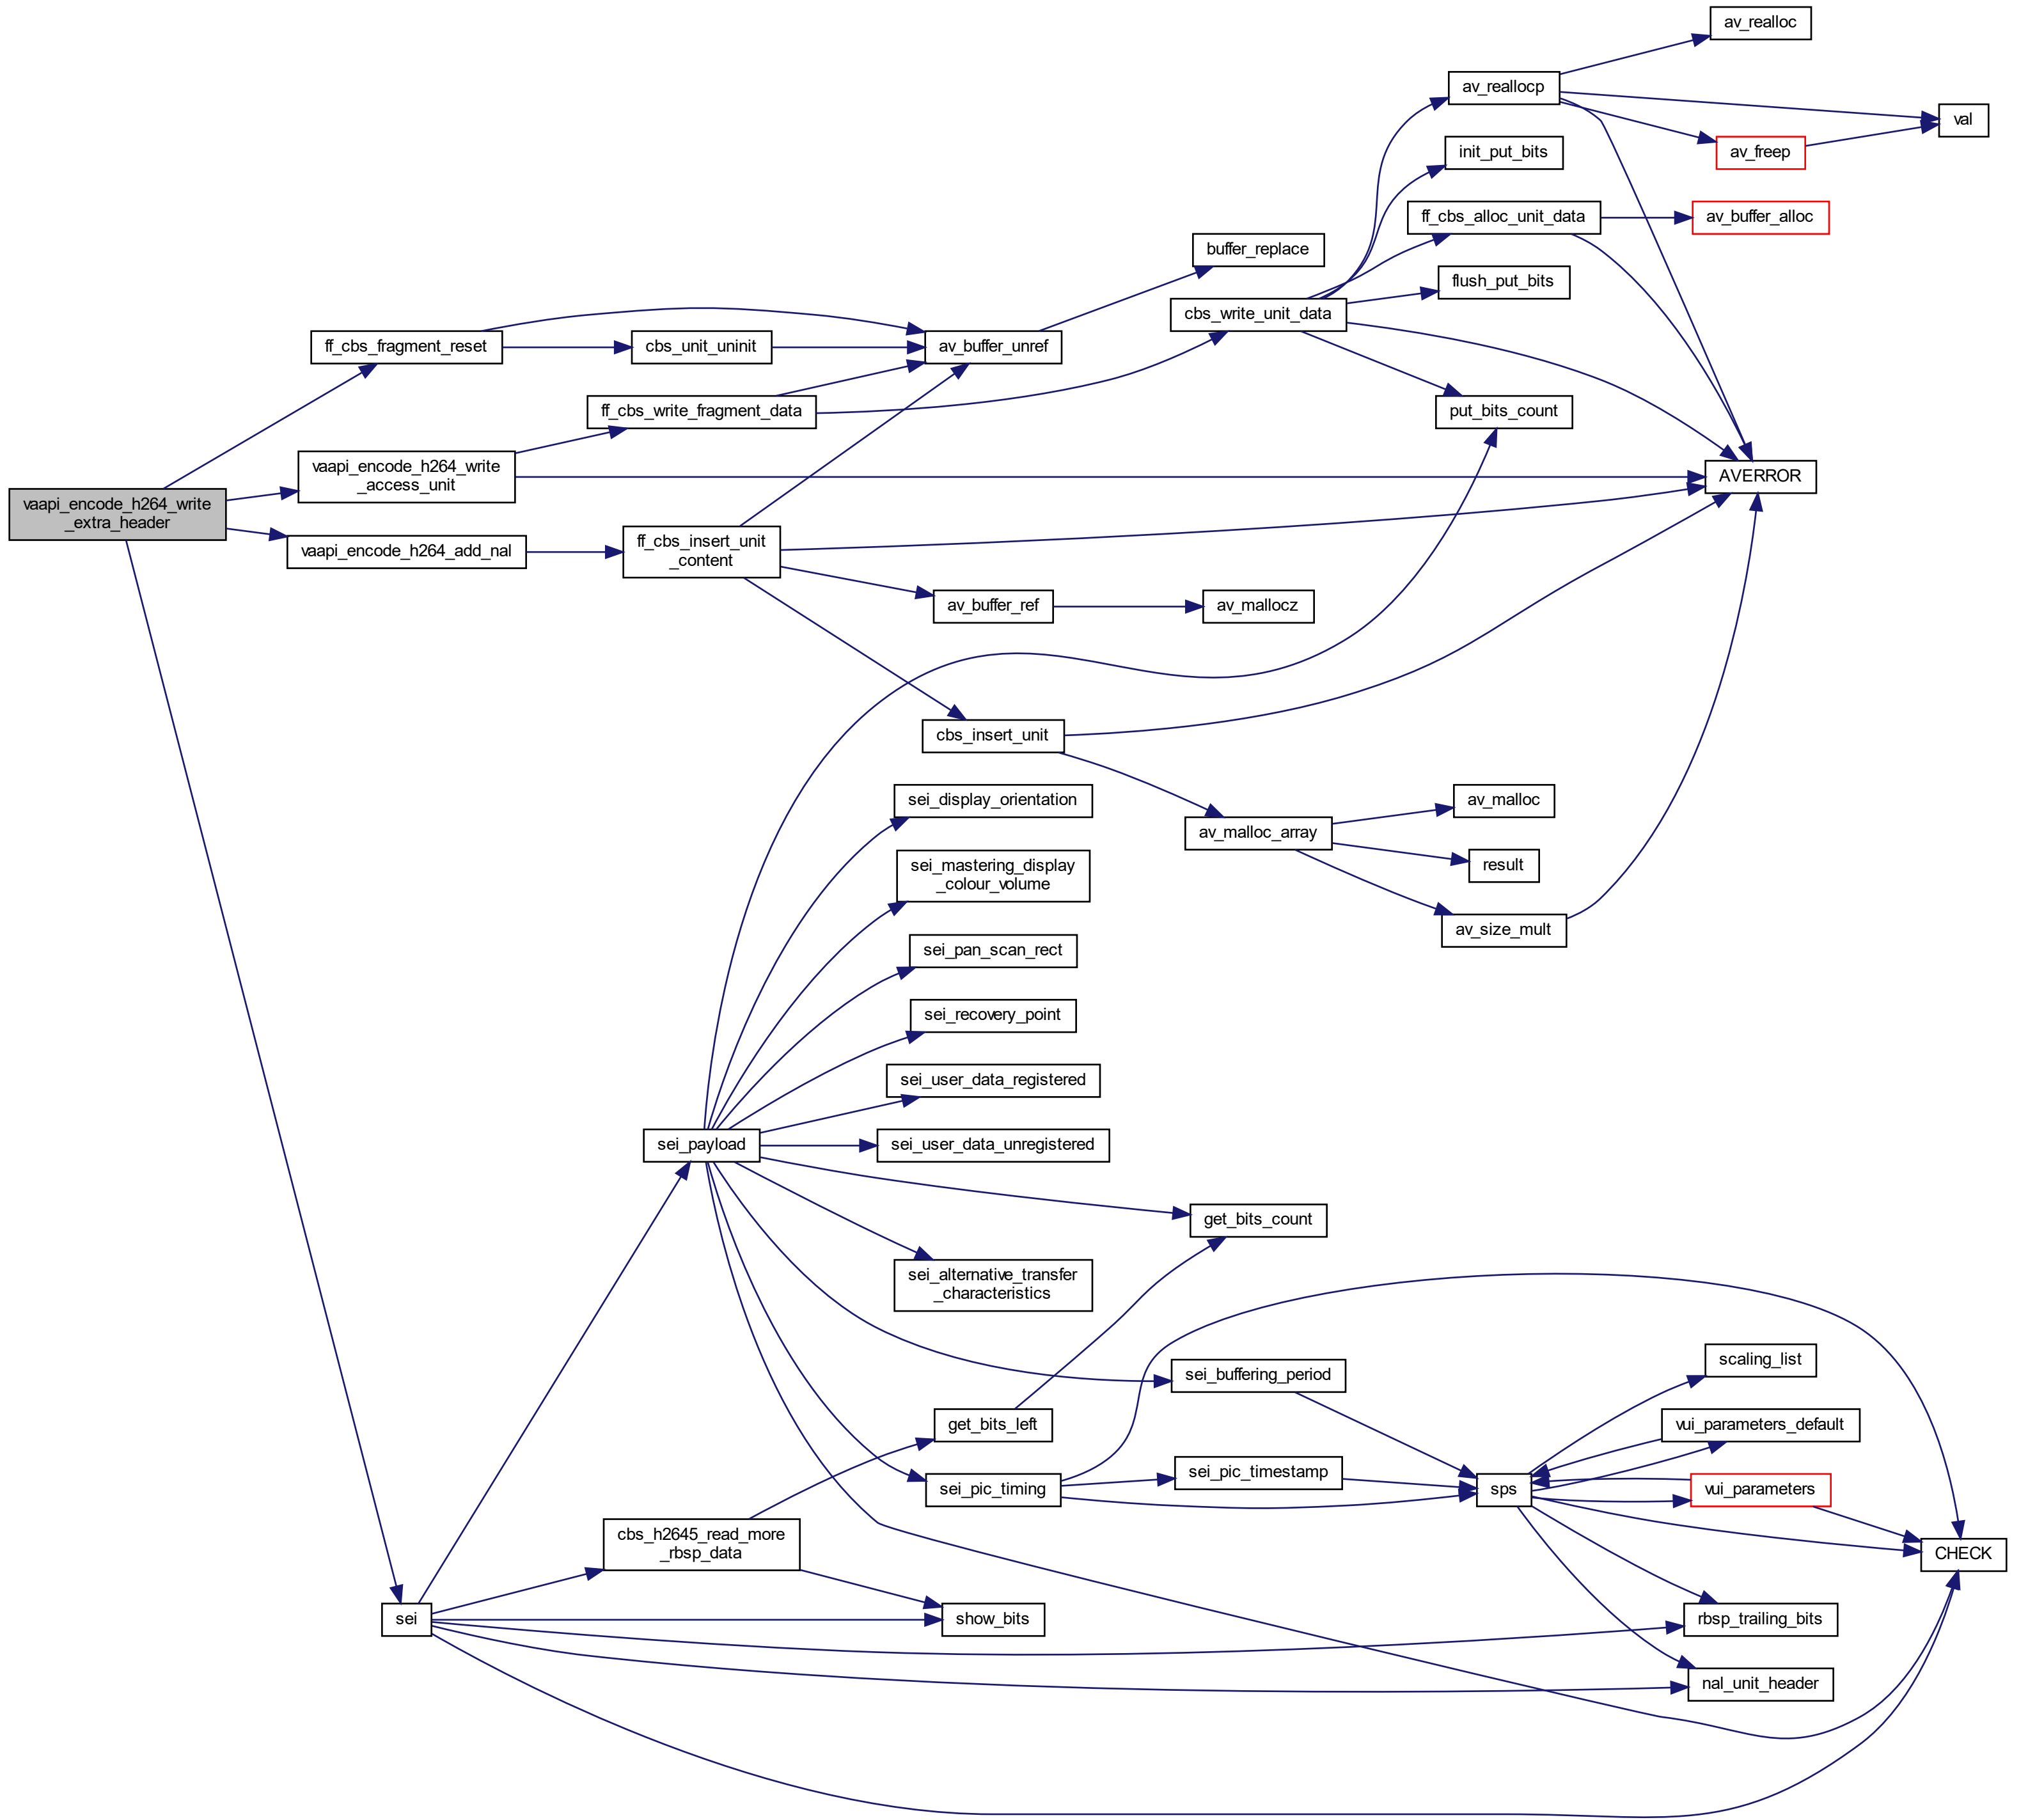 av_realloc
av_reallocp
val
init_put_bits
av_freep
ff_cbs_alloc_unit_data
av_buffer_alloc
buffer_replace
flush_put_bits
cbs_write_unit_data
ff_cbs_fragment_reset
cbs_unit_uninit
av_buffer_unref
ff_cbs_write_fragment_data
put_bits_count
vaapi_encode_h264_write
_access_unit
AVERROR
vaapi_encode_h264_write
_extra_header
vaapi_encode_h264_add_nal
ff_cbs_insert_unit
_content
av_buffer_ref
av_mallocz
cbs_insert_unit
sei_display_orientation
av_malloc
av_malloc_array
result
sei_mastering_display
_colour_volume
av_size_mult
sei_pan_scan_rect
sei_recovery_point
sei_user_data_registered
sei_payload
sei_user_data_unregistered
get_bits_count
sei_alternative_transfer
_characteristics
scaling_list
sei_buffering_period
get_bits_left
vui_parameters_default
sei_pic_timestamp
sei_pic_timing
sps
vui_parameters
cbs_h2645_read_more
_rbsp_data
CHECK
sei
show_bits
rbsp_trailing_bits
nal_unit_header